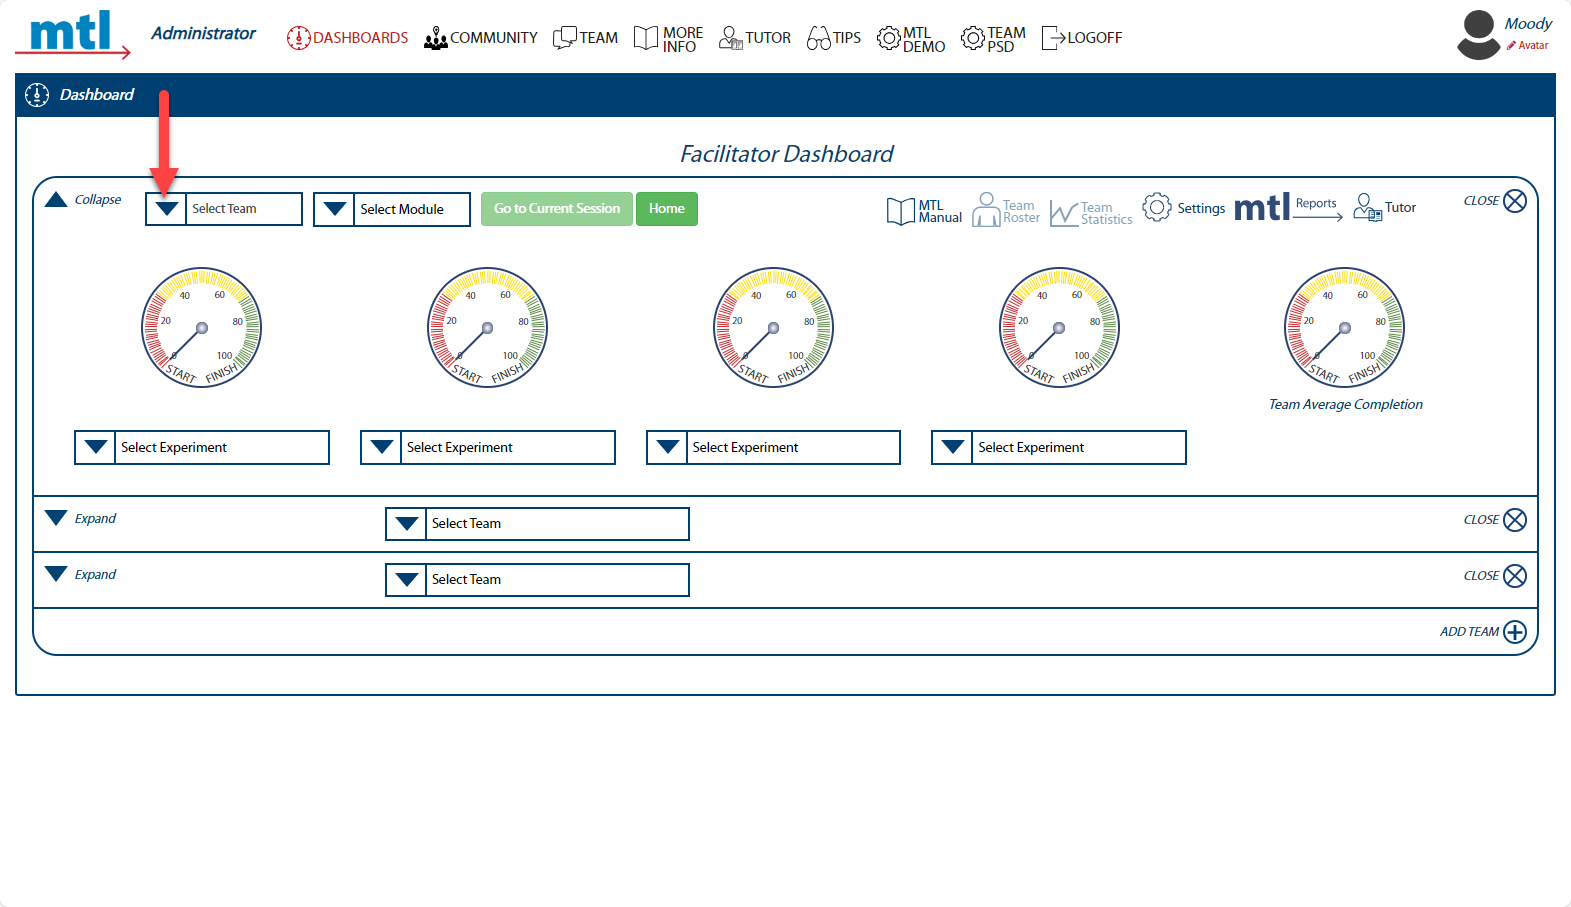 mtl Administrator DASHBOARDS COMMUNITY TEAM MORE INFO TUTOR TIPS MTL DEMO TEAM PSD LOGOFF Moody
Avatar
Dashboard
Facilitator Dashboard
Collapse Select Team Select Module Go to Current Session Home MTL Manual Team Roster Team Statistics Settings mtl Reports Tutor CLOSE
0 20 40 60 80 100 START FINISH
0 20 40 60 80 100 START FINISH
0 20 40 60 80 100 START FINISH
0 20 40 60 80 100 START FINISH
0 20 40 60 80 100 START FINISH
Team Average Completion
Select Experiment Select Experiment Select Experiment Select Experiment
Expand Select Team CLOSE
Expand Select Team CLOSE
ADD TEAM